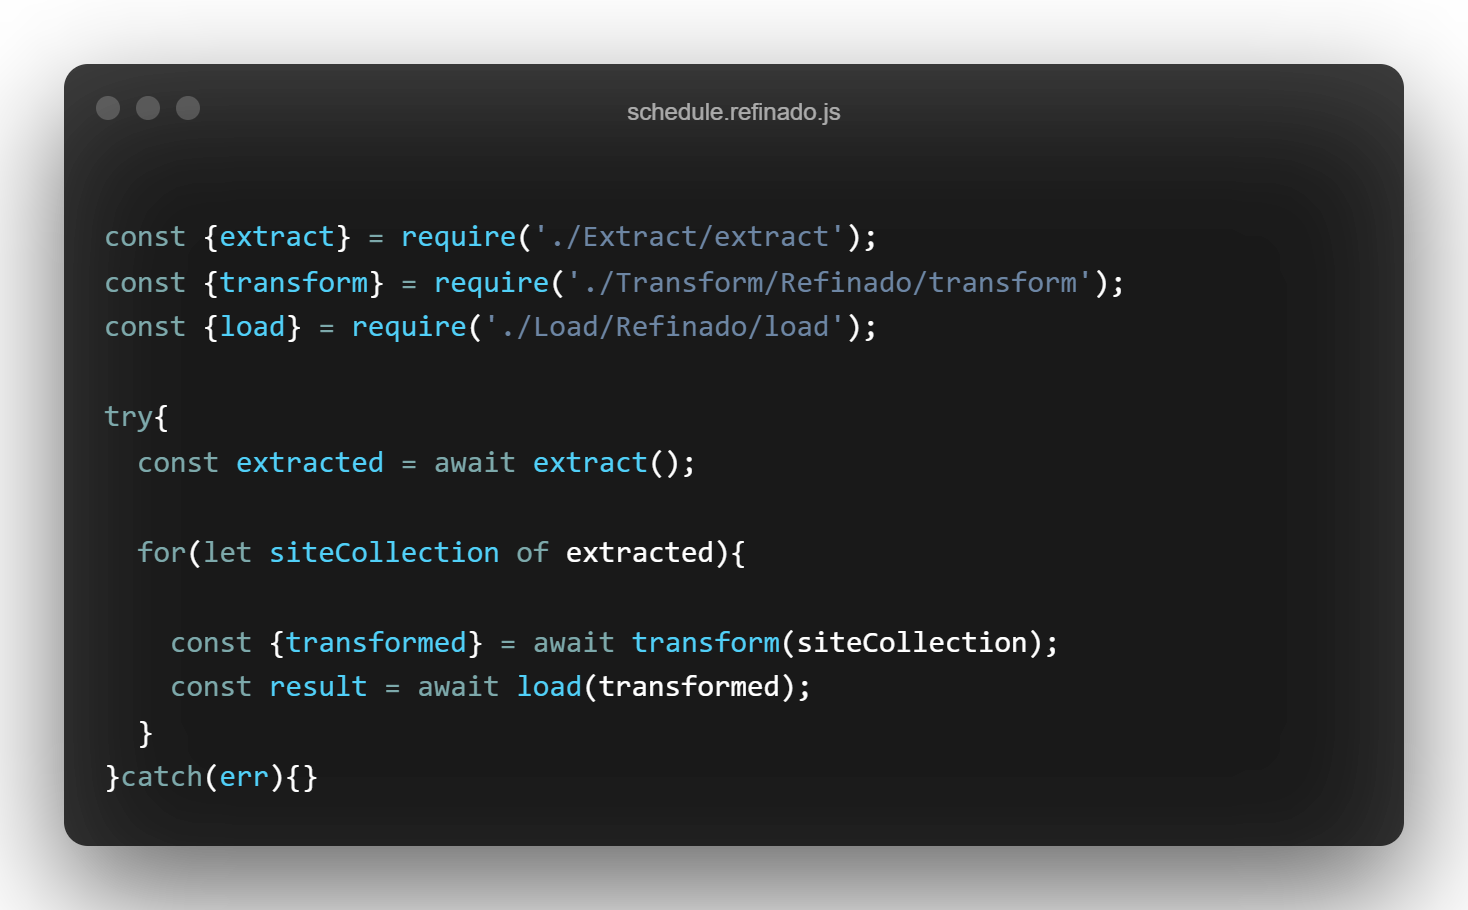 schedule.refinado.js
const {extract} = require('./Extract/extract');
const {transform} = require('./Transform/Refinado/transform');
const {load} = require('./Load/Refinado/load');
try{
  const extracted = await extract();
  for(let siteCollection of extracted){
    const {transformed} = await transform(siteCollection);
    const result = await load(transformed);
  }
}catch(err){}